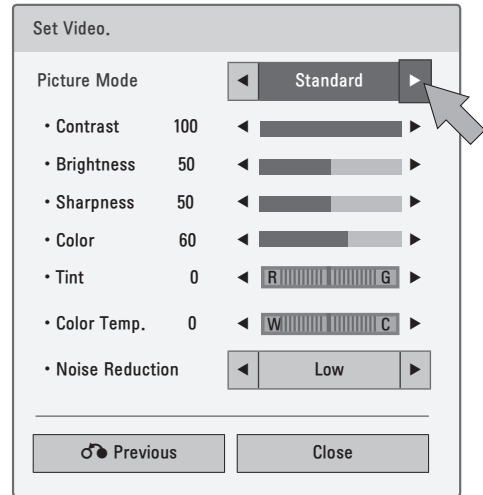 Set Video.
Picture Mode ◀ Standard ▶
• Contrast 100 ◀ ▶
• Brightness 50 ◀ ▶
• Sharpness 50 ◀ ▶
• Color 60 ◀ ▶
• Tint 0 ◀ R G ▶
• Color Temp. 0 ◀ W C ▶
• Noise Reduction ◀ Low ▶
Previous Close